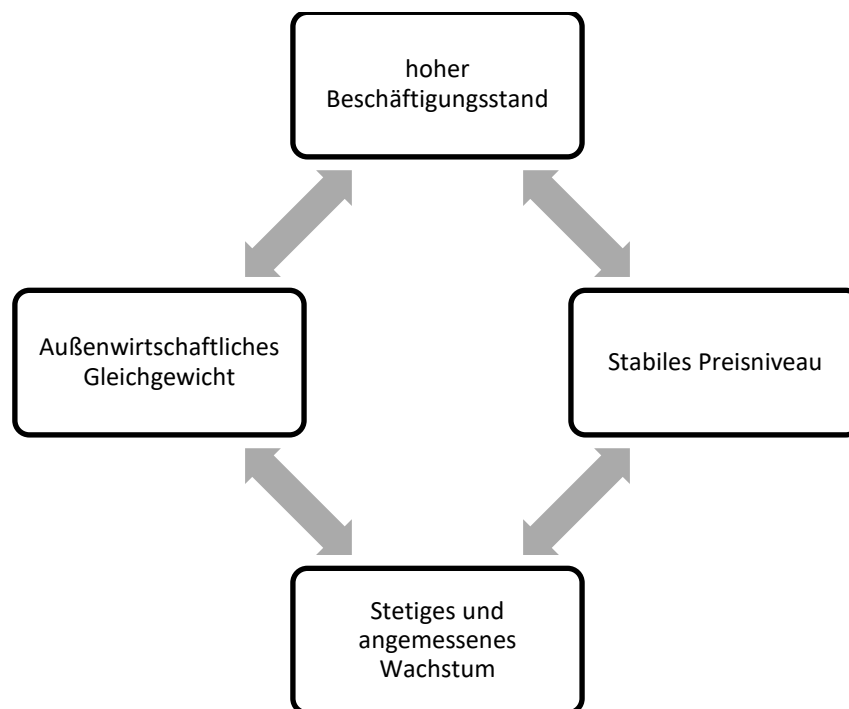 hoher
Beschäftigungsstand
Außenwirtschaftliches
Gleichgewicht
Stabiles Preisniveau
Stetiges und
angemessenes
Wachstum